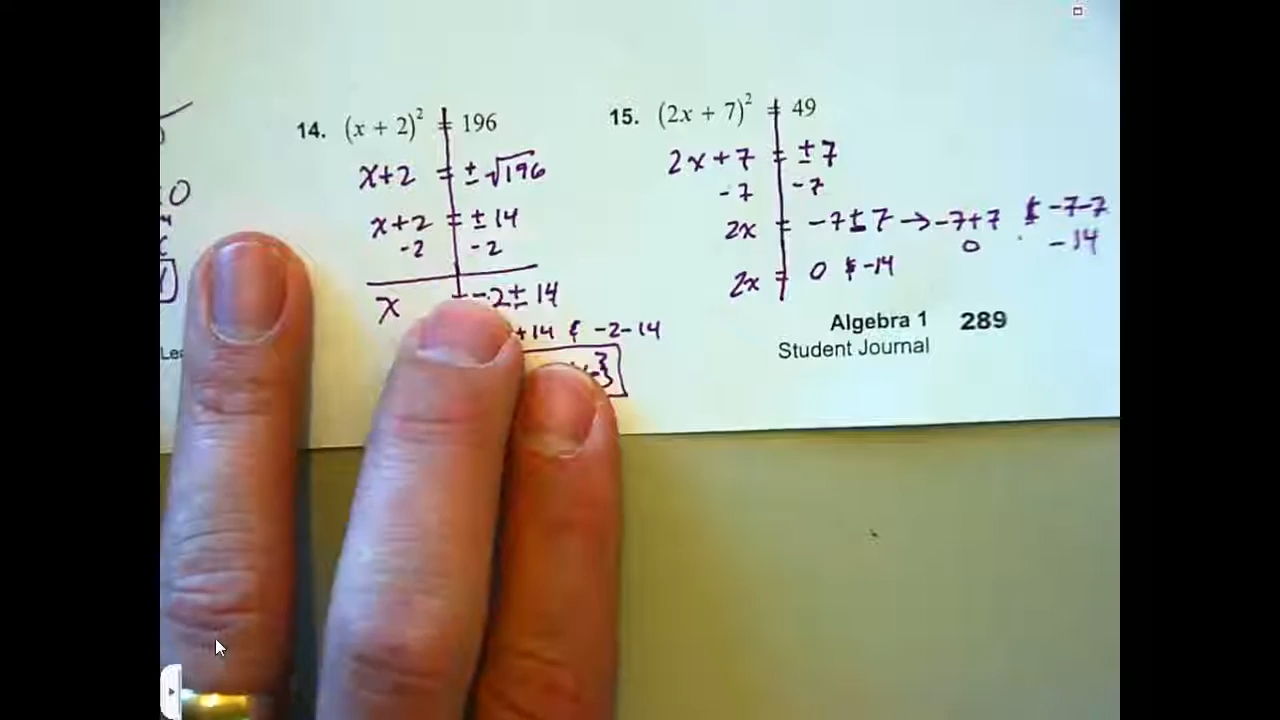 14. (x + 2)² = 196
x+2 = ±√196
x+2 = ±14
-2 -2
x = -2 ± 14
+14 & -2-14
15. (2x + 7)² = 49
2x+7 = ±7
-7 -7
2x = -7±7 → -7+7 & -7-7
0 -14
2x = 0 & -14
Algebra 1 289
Student Journal